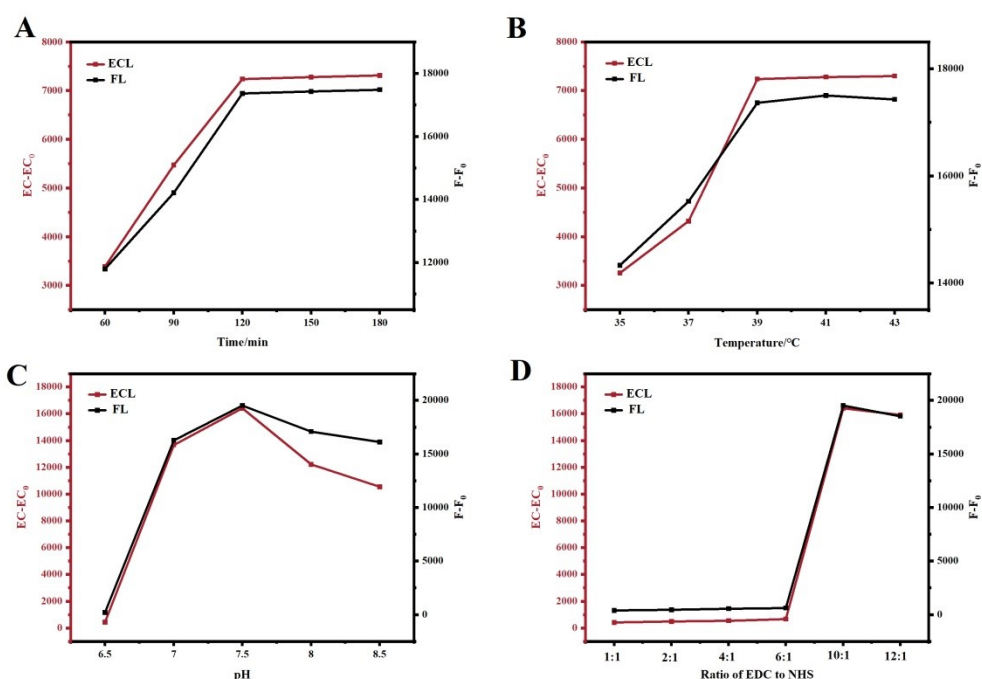 A
8000
7000
6000
5000
4000
3000
EC-EC₀
ECL
FL
18000
16000
14000
12000
F-F₀
60 90 120 150 180
Time/min
B
8000
7000
6000
5000
4000
3000
EC-EC₀
ECL
FL
18000
16000
14000
F-F₀
35 37 39 41 43
Temperature/°C
C
18000
16000
14000
12000
10000
8000
6000
4000
2000
0
EC-EC₀
ECL
FL
20000
15000
10000
5000
0
F-F₀
6.5 7 7.5 8 8.5
pH
D
18000
16000
14000
12000
10000
8000
6000
4000
2000
0
EC-EC₀
ECL
FL
20000
15000
10000
5000
0
F-F₀
1:1 2:1 4:1 6:1 10:1 12:1
Ratio of EDC to NHS